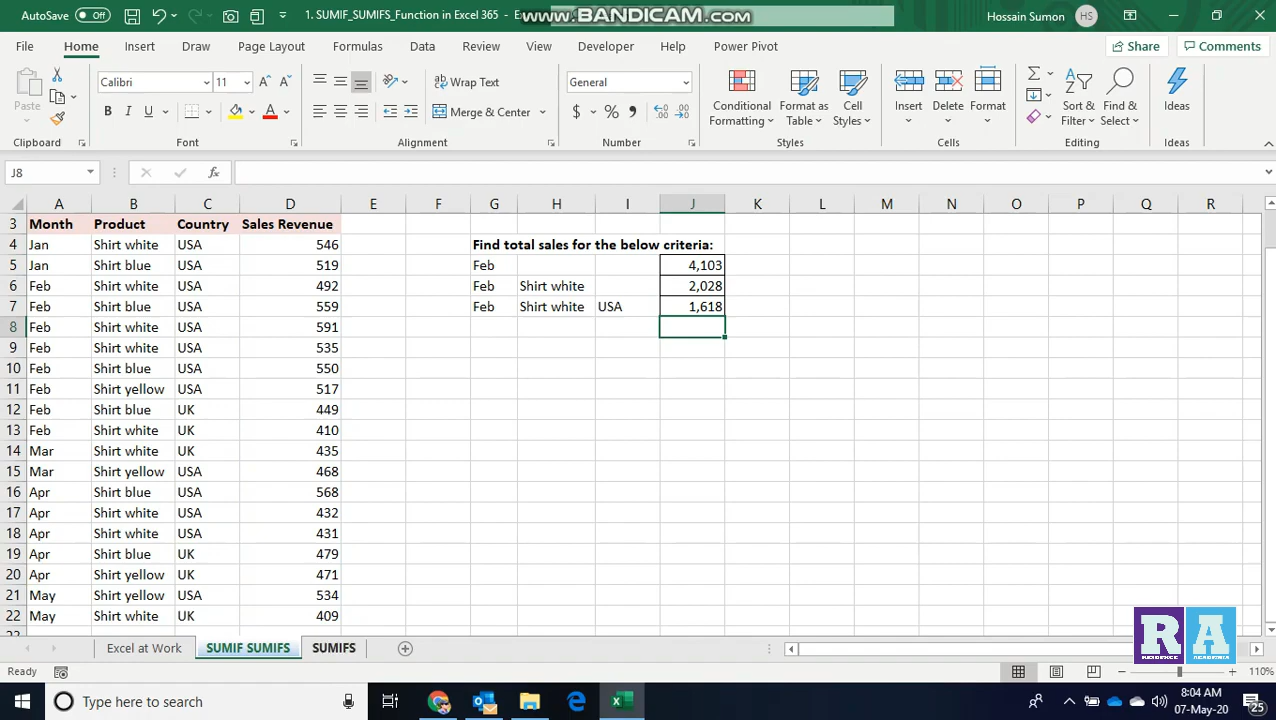 AutoSave Off 1. SUMIF_SUMIFS_Function in Excel 365 - E www.BANDICAM.com Hossain Sumon HS
File Home Insert Draw Page Layout Formulas Data Review View Developer Help Power Pivot Share Comments
Paste Calibri 11 Wrap Text General Conditional Formatting Format as Table Cell Styles Insert Delete Format Sort & Filter Find & Select Ideas
B I U A Merge & Center $ % 
Clipboard Font Alignment Number Styles Cells Editing Ideas
J8 fx
A B C D E F G H I J K L M N O P Q R
3 Month Product Country Sales Revenue
4 Jan Shirt white USA 546 Find total sales for the below criteria:
5 Jan Shirt blue USA 519 Feb 4,103
6 Feb Shirt white USA 492 Feb Shirt white 2,028
7 Feb Shirt blue USA 559 Feb Shirt white USA 1,618
8 Feb Shirt white USA 591
9 Feb Shirt white USA 535
10 Feb Shirt blue USA 550
11 Feb Shirt yellow USA 517
12 Feb Shirt blue UK 449
13 Feb Shirt white UK 410
14 Mar Shirt white UK 435
15 Mar Shirt yellow USA 468
16 Apr Shirt blue USA 568
17 Apr Shirt white USA 432
18 Apr Shirt white USA 431
19 Apr Shirt blue UK 479
20 Apr Shirt yellow UK 471
21 May Shirt yellow USA 534
22 May Shirt white UK 409
RA
RESIDENCE ACADEMIA
Excel at Work SUMIF SUMIFS SUMIFS
Ready 110%
Type here to search 8:04 AM
07-May-20 25